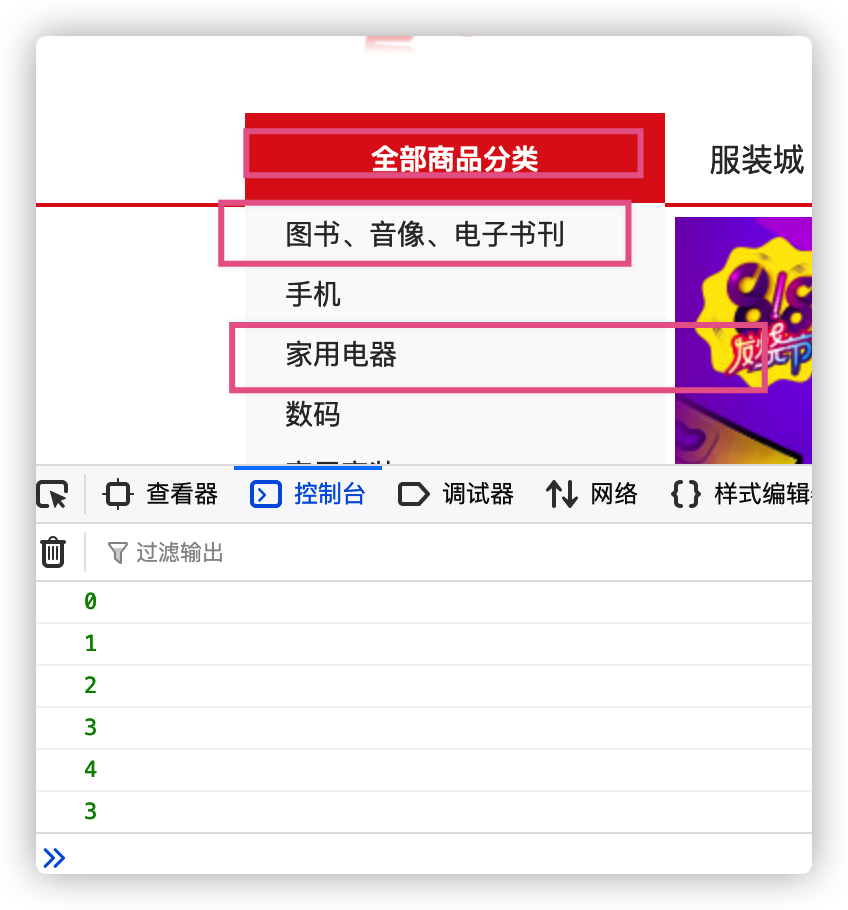 全部商品分类
服装城
图书、音像、电子书刊
手机
家用电器
数码
查看器
控制台
调试器
网络
样式编辑
过滤输出
0
1
2
3
4
3